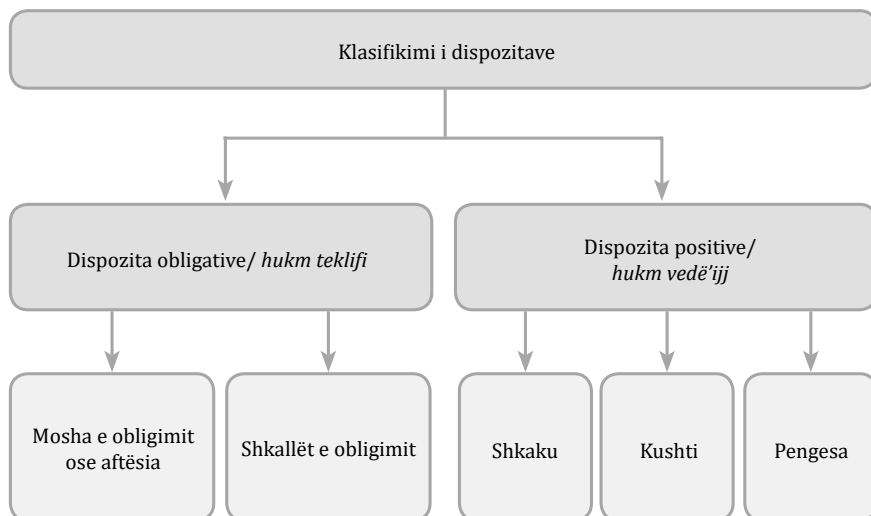 Klasifikimi i dispozitave
Dispozita obligative/ hukm teklifi
Dispozita positive/
hukm vedë'ijj
Mosha e obligimit
ose aftësia
Shkallët e obligimit
Shkaku
Kushti
Pengesa